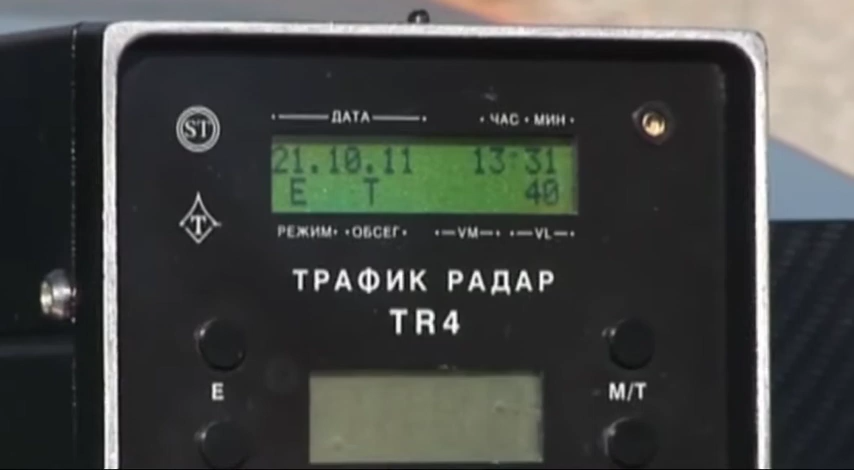 ДАТА ЧАС • МИН
ST
21.10.11 13-31
E T 40
T
РЕЖИМ • ОБСЕГ • VM VL
ТРАФИК РАДАР
TR4
E M/T